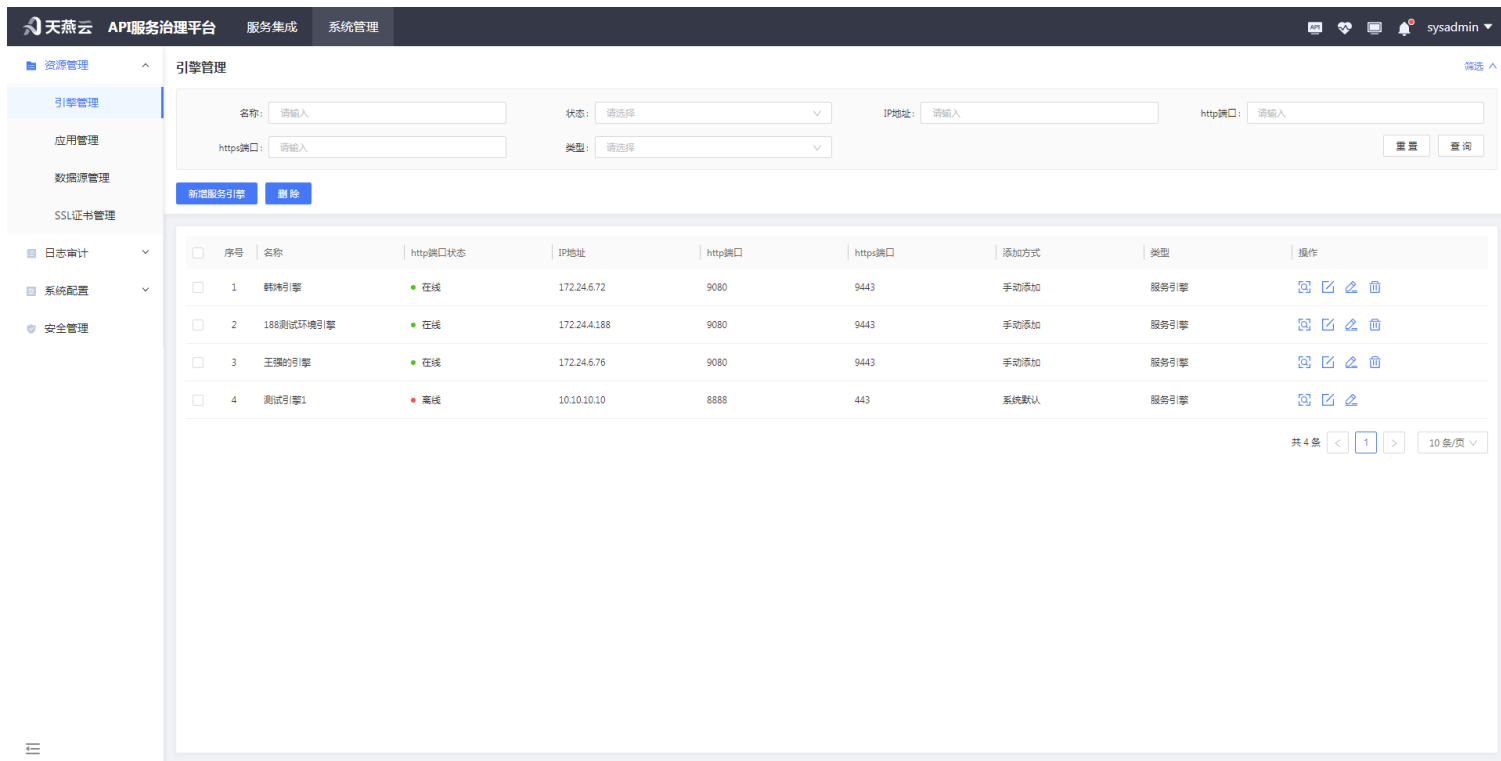 天燕云 API服务治理平台 服务集成 系统管理 API sysadmin
资源管理
引擎管理
应用管理
数据源管理
SSL证书管理
日志审计
系统配置
安全管理
引擎管理 筛选
名称: 请输入 状态: 请选择 IP地址: 请输入 http端口: 请输入
https端口: 请输入 类型: 请选择 重置 查询
新增服务引擎 删除
序号 名称 http端口状态 IP地址 http端口 https端口 添加方式 类型 操作
1 韩炜引擎 在线 172.24.6.72 9080 9443 手动添加 服务引擎
2 188测试环境引擎 在线 172.24.4.188 9080 9443 手动添加 服务引擎
3 王强的引擎 在线 172.24.6.76 9080 9443 手动添加 服务引擎
4 测试引擎1 离线 10.10.10.10 8888 443 系统默认 服务引擎
共 4 条 < 1 > 10 条/页